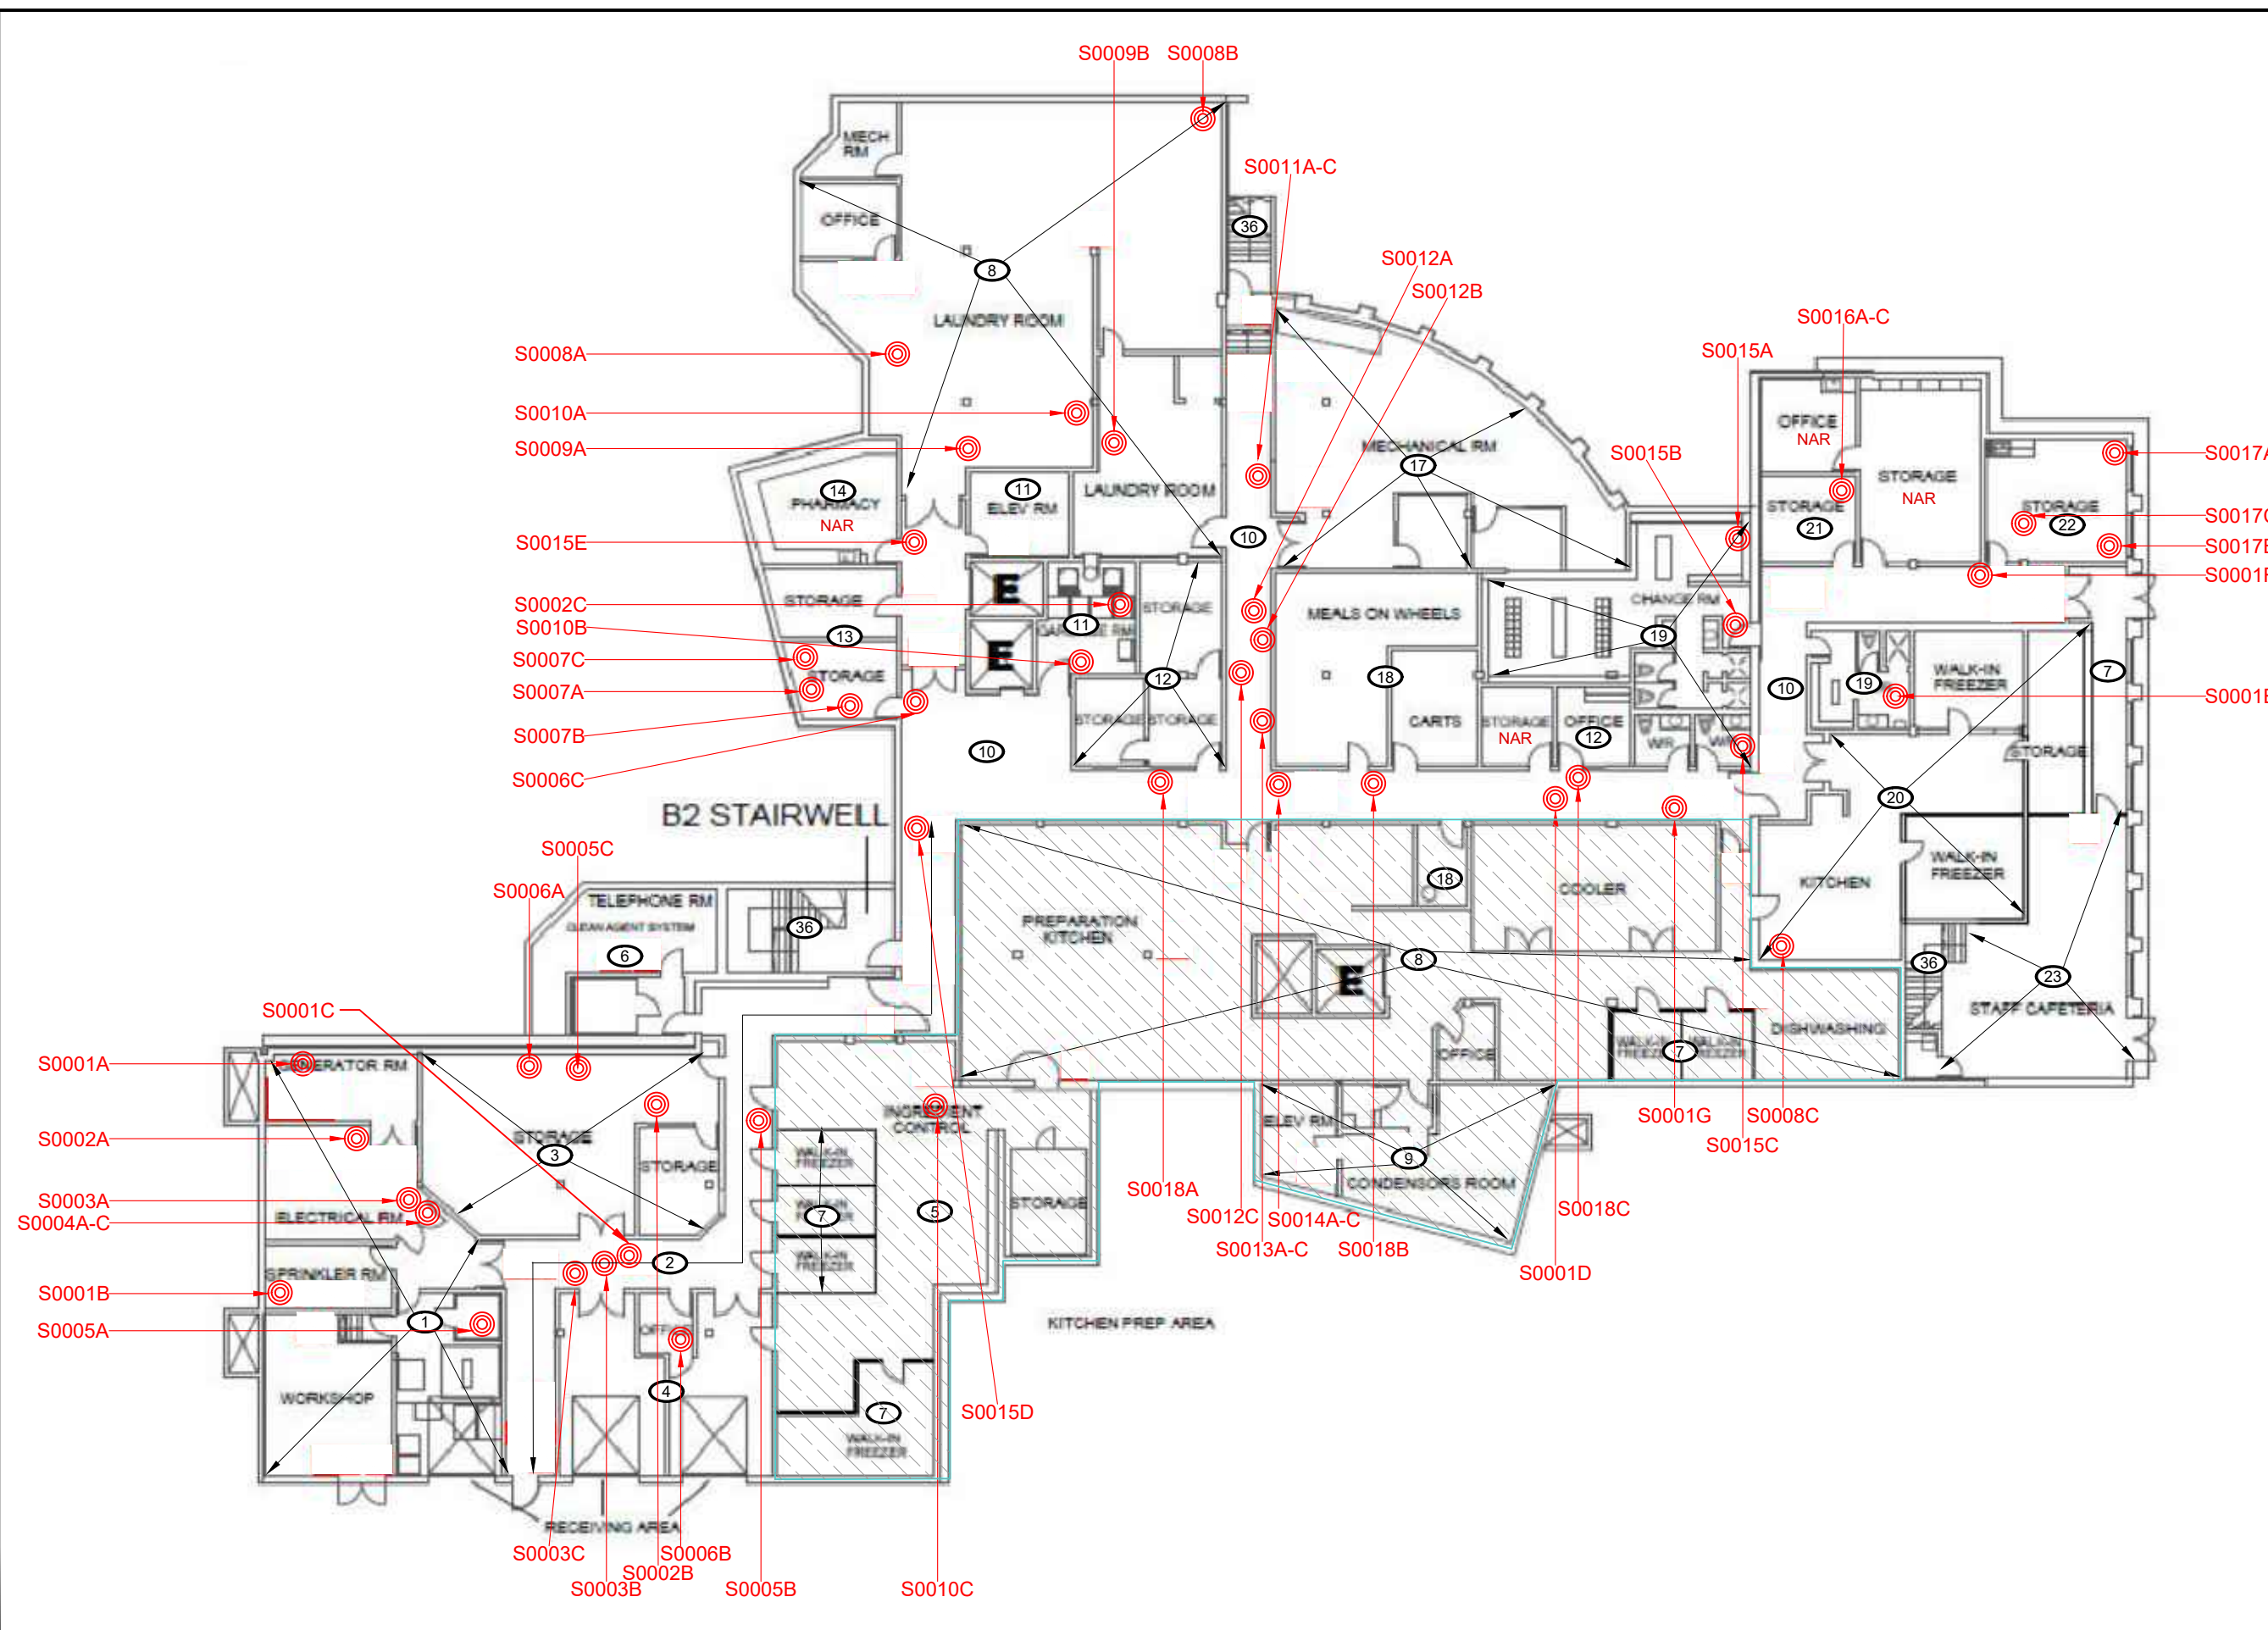 S0009B
S0008B
MECH
RM
S0011A-C
OFFICE
36
S0012A
8
S0012B
S0016A-C
LAUNDRY ROOM
S0015A
S0008A
S0010A
OFFICE
NAR
S0009A
MECHANICAL RM
S0015B
S0017A
17
STORAGE
NAR
14
11
LAUNDRY ROOM
PHARMACY
NAR
ELEV RM
STORAGE
21
STORAGE
22
S0015E
10
E
S0002C
STORAGE
STORAGE
MEALS ON WHEELS
CHANGE RM
S0010B
11
13
19
S0007C
E
STORAGE
12
18
WALK-IN
FREEZER
7
S0007A
10
19
S0007B
STORAGE
STORAGE
CARTS
STORAGE
NAR
OFFICE
12
W/R
10
STORAGE
S0006C
20
B2 STAIRWELL
S0005C
WALK-IN
FREEZER
S0006A
TELEPHONE RM
CLEAN AGENT SYSTEM
18
COOLER
KITCHEN
PREPARATION
KITCHEN
36
6
8
36
23
E
S0001C
STAFF CAFETERIA
DISHWASHING
S0001A
GENERATOR RM
OFFICE
7
CONTROL
ELEV RM
S0001G
S0008C
S0002A
STORAGE
3
STORAGE
S0015C
9
S0018A
CONDENSORS ROOM
S0003A
S0004A-C
ELECTRICAL RM
7
5
STORAGE
S0012C
S0014A-C
S0018C
S0013A-C
S0018B
2
SPRINKLER RM
S0001D
S0001B
1
S0005A
KITCHEN PREP AREA
WORKSHOP
4
7
S0015D
WALK-IN
FREEZER
RECEIVING AREA
S0003C
S0006B
S0002B
S0003B
S0005B
S0010C